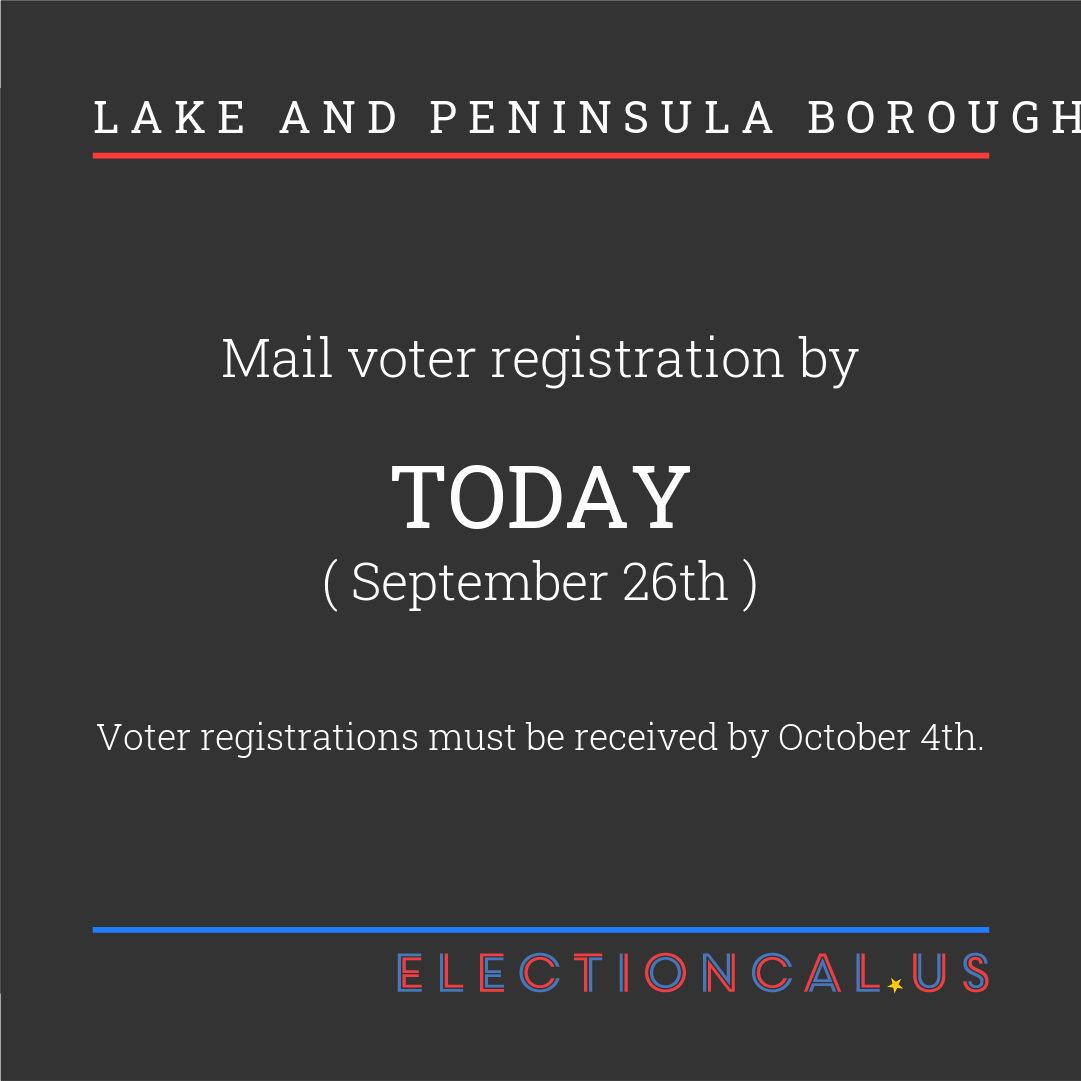 LAKE AND PENINSULA BOROUGH
Mail voter registration by
TODAY
( September 26th )
Voter registrations must be received by October 4th.
ELECTIONCAL.US